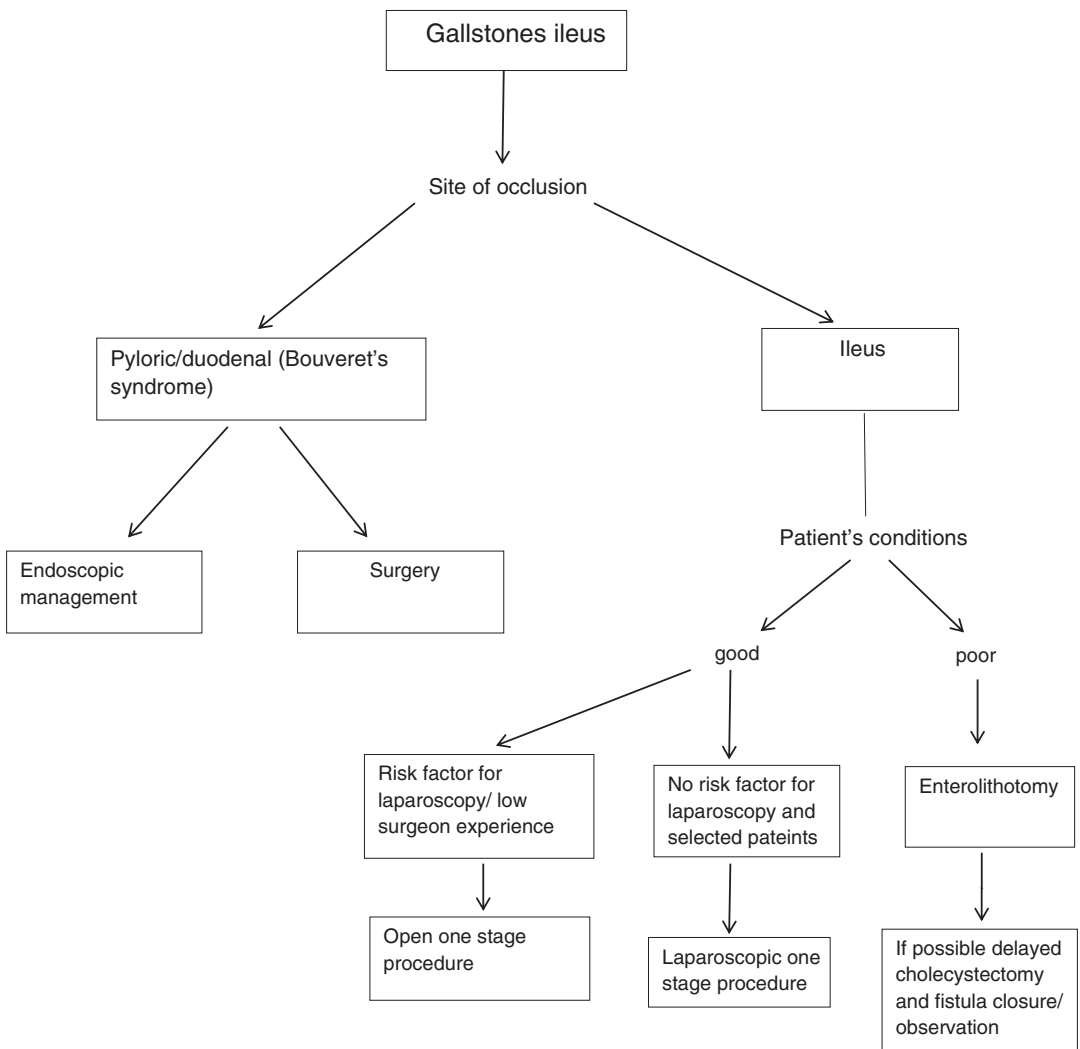 Gallstones ileus
Site of occlusion
Pyloric/duodenal (Bouveret's
syndrome)
Ileus
Endoscopic
management
Surgery
Patient's conditions
good
poor
Risk factor for
laparoscopy/ low
surgeon experience
No risk factor for
laparoscopy and
selected pateints
Enterolithotomy
Open one stage
procedure
Laparoscopic one
stage procedure
If possible delayed
cholecystectomy
and fistula closure/
observation